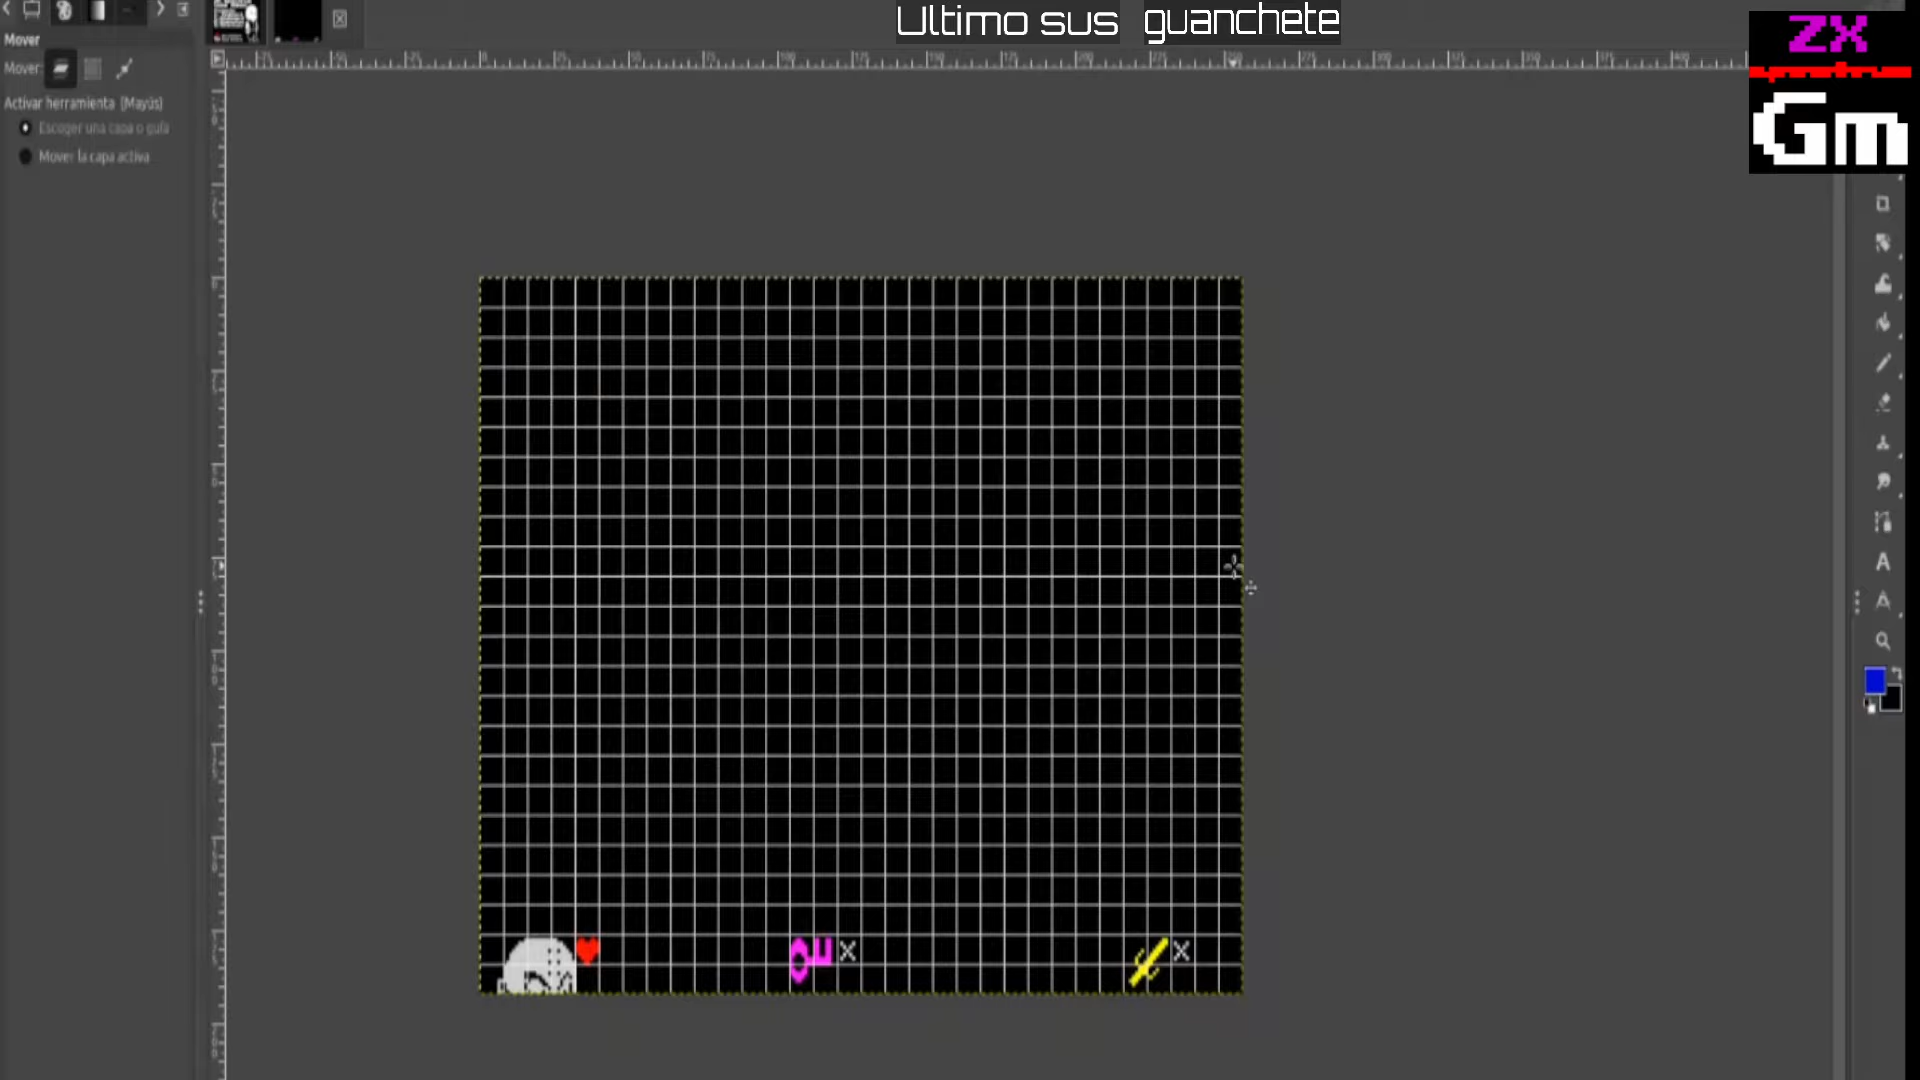 Ultimo sus guanchete
ZX
Gm
Mover
Mover:
Activar herramienta (Mayús)
Escoger una capa o guía
Mover la capa activa
X
X